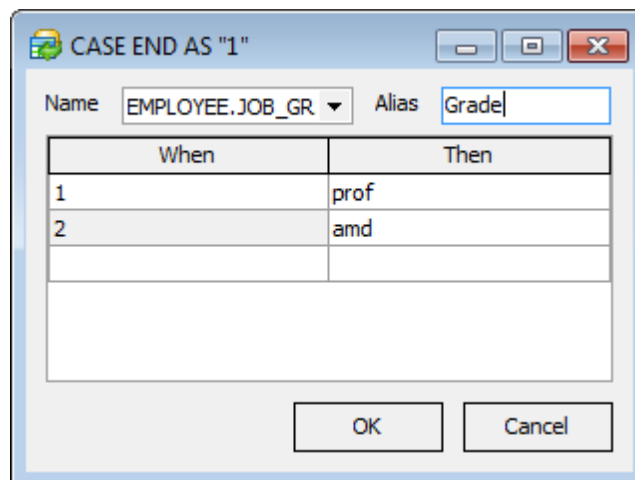 CASE END AS "1"
Name EMPLOYEE.JOB_GR Alias Grade
When Then
1 prof
2 amd
OK Cancel